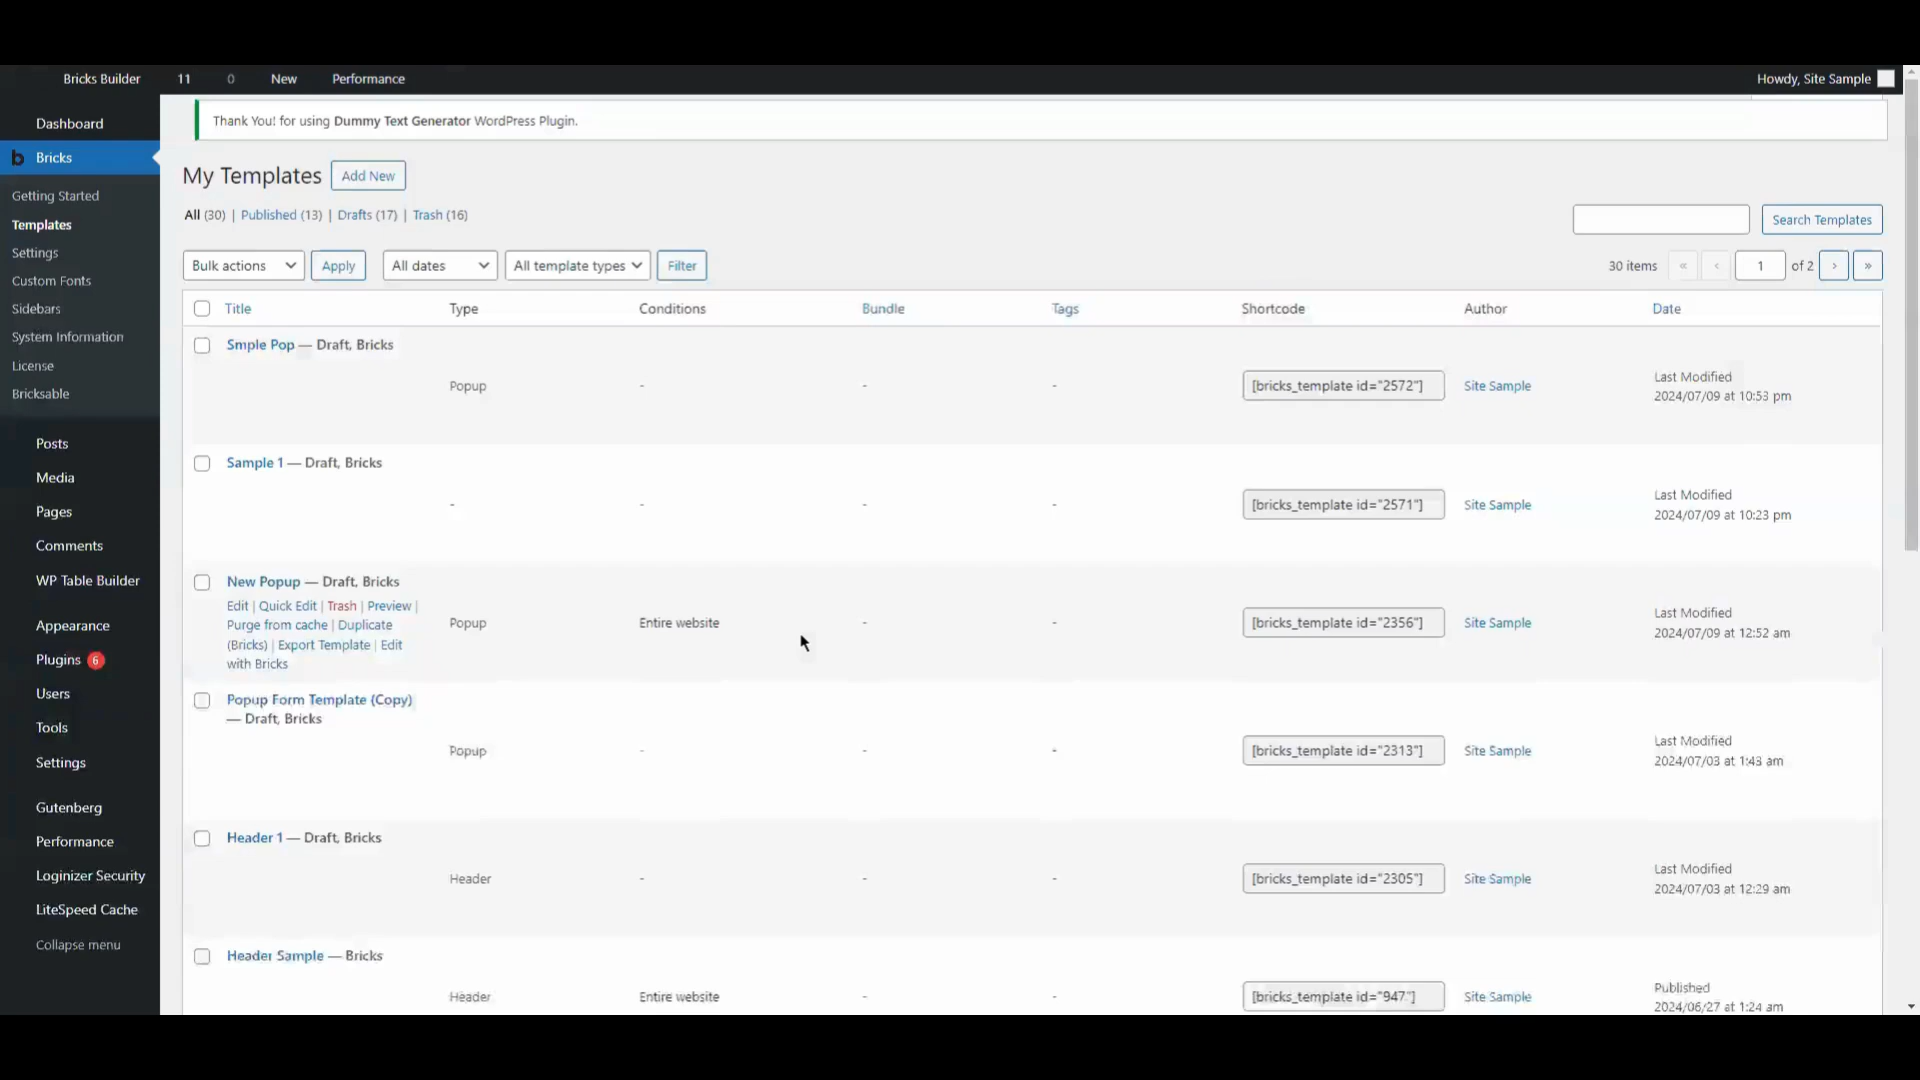 Bricks Builder 11 0 New Performance Howdy, Site Sample
Dashboard
Bricks
Getting Started
Templates
Settings
Custom Fonts
Sidebars
System Information
License
Bricksable
Posts
Media
Pages
Comments
WP Table Builder
Appearance
Plugins 6
Users
Tools
Settings
Gutenberg
Performance
Loginizer Security
LiteSpeed Cache
Collapse menu
Thank You! for using Dummy Text Generator WordPress Plugin.
My Templates Add New
All (30) | Published (13) | Drafts (17) | Trash (16)
Search Templates
Bulk actions Apply All dates All template types Filter 30 items « ‹ 1 of 2 › »
Title Type Conditions Bundle Tags Shortcode Author Date
Smple Pop — Draft, Bricks
Popup - - - [bricks_template id="2572"] Site Sample Last Modified
2024/07/09 at 10:53 pm
Sample 1 — Draft, Bricks
- - - - [bricks_template id="2571"] Site Sample Last Modified
2024/07/09 at 10:23 pm
New Popup — Draft, Bricks
Edit | Quick Edit | Trash | Preview |
Purge from cache | Duplicate
(Bricks) | Export Template | Edit
with Bricks
Popup Entire website - - [bricks_template id="2356"] Site Sample Last Modified
2024/07/09 at 12:52 am
Popup Form Template (Copy)
— Draft, Bricks
Popup - - - [bricks_template id="2313"] Site Sample Last Modified
2024/07/03 at 1:43 am
Header 1 — Draft, Bricks
Header - - - [bricks_template id="2305"] Site Sample Last Modified
2024/07/03 at 12:29 am
Header Sample — Bricks
Header Entire website - - [bricks_template id="947"] Site Sample Published
2024/06/27 at 1:24 am